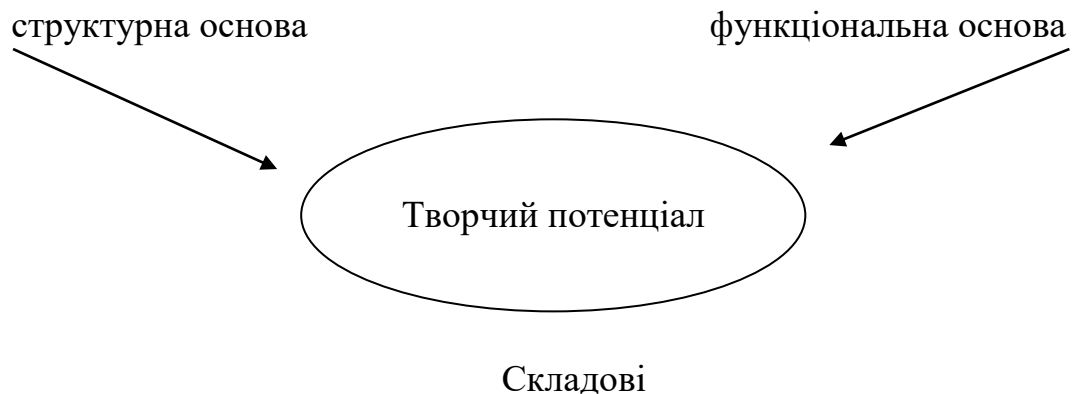 структурна основа
функціональна основа
Творчий потенціал
Складові